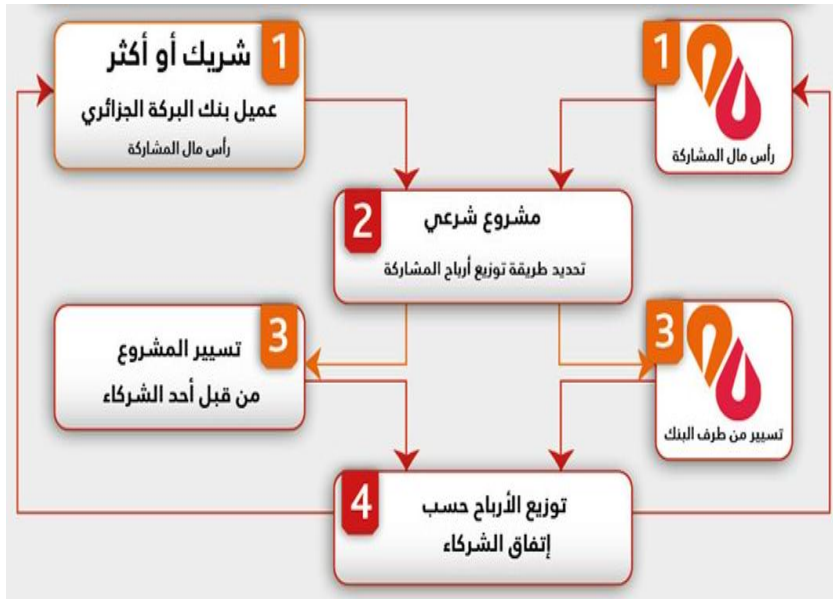 1
رأس مال المشاركة
1
شريك أو أكثر
عميل بنك البركة الجزائري
رأس مال المشاركة
2
مشروع شرعي
تحديد طريقة توزيع أرباح المشاركة
3
تسيير من طرف البنك
3
تسيير المشروع
من قبل أحد الشركاء
4
توزيع الأرباح حسب
إتفاق الشركاء